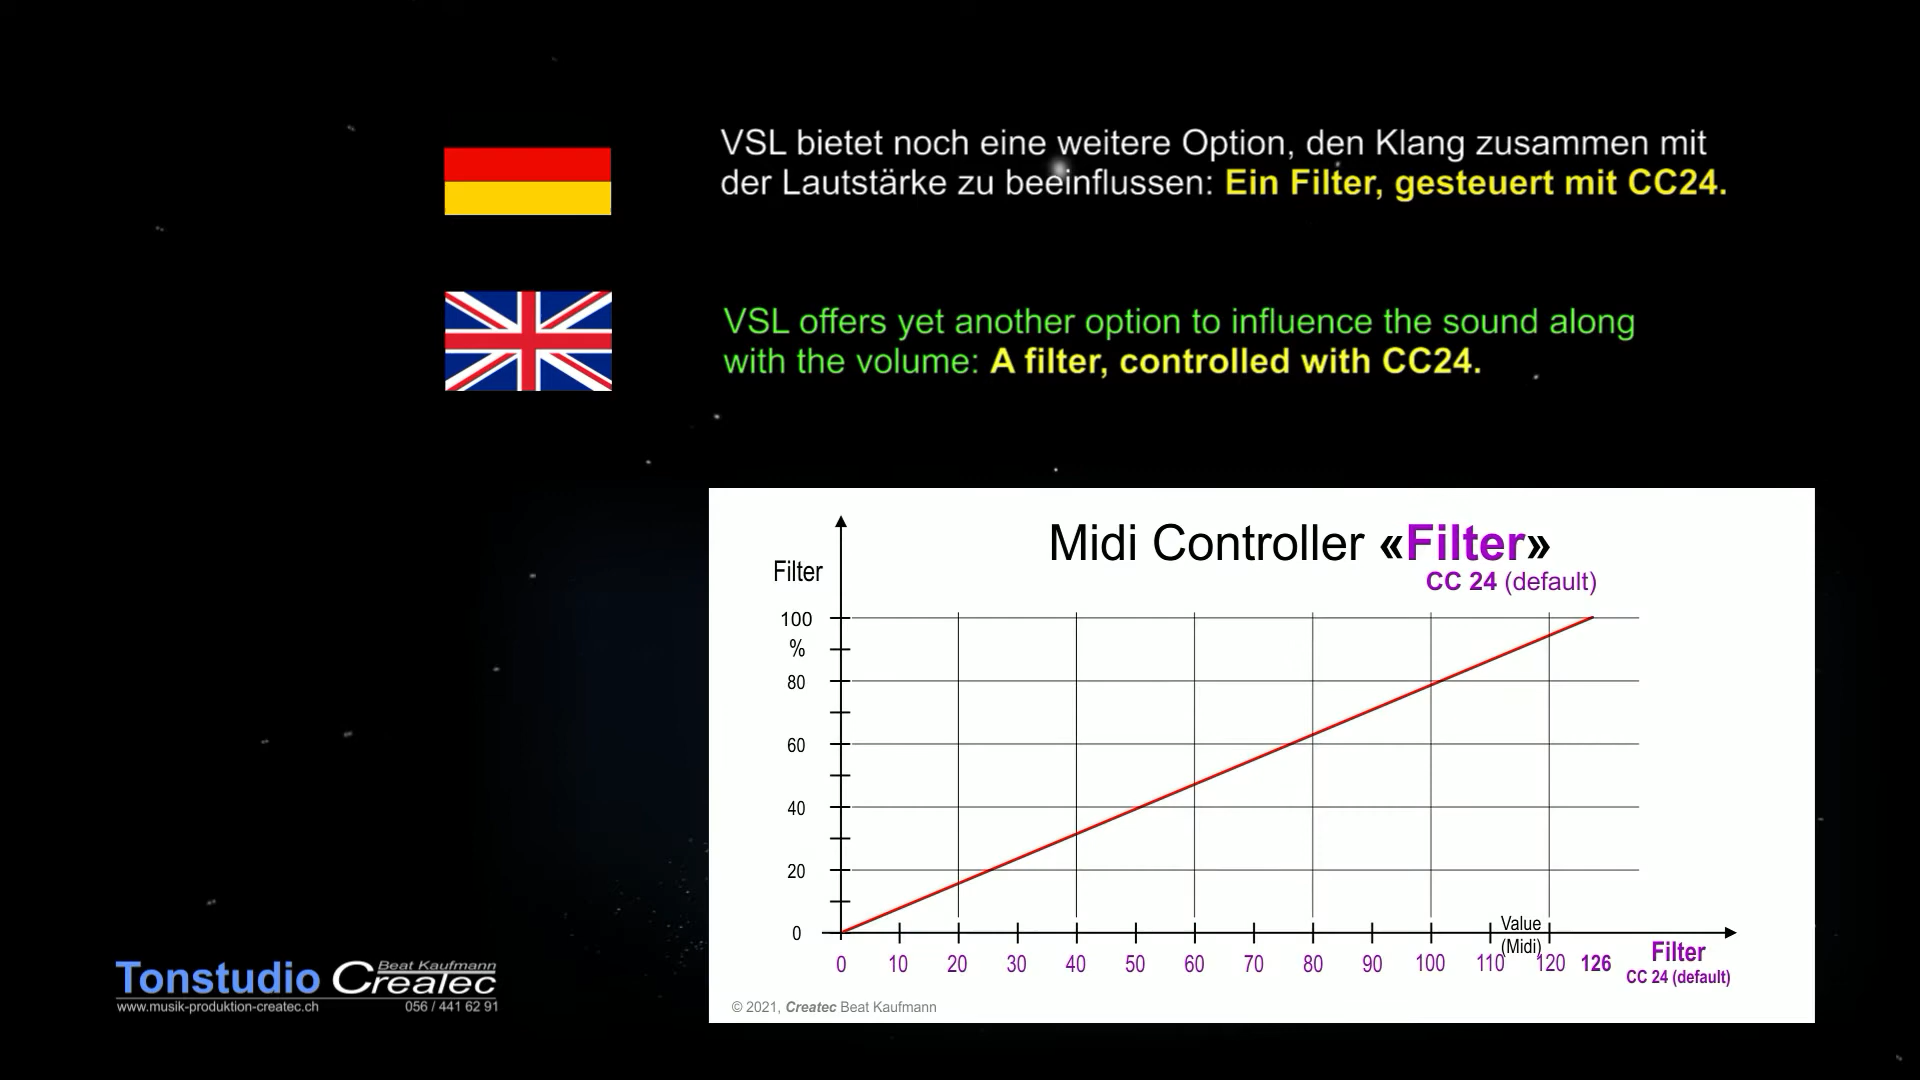 VSL bietet noch eine weitere Option, den Klang zusammen mit
der Lautstärke zu beeinflussen: Ein Filter, gesteuert mit CC24.
VSL offers yet another option to influence the sound along
with the volume: A filter, controlled with CC24.
Midi Controller «Filter»
CC 24 (default)
Filter
100
%
80
60
40
20
0
Value
(Midi)
0 10 20 30 40 50 60 70 80 90 100 110 120 126
Filter
CC 24 (default)
© 2021, Createc Beat Kaufmann
Tonstudio Createc
Beat Kaufmann
www.musik-produktion-createc.ch 056 / 441 62 91